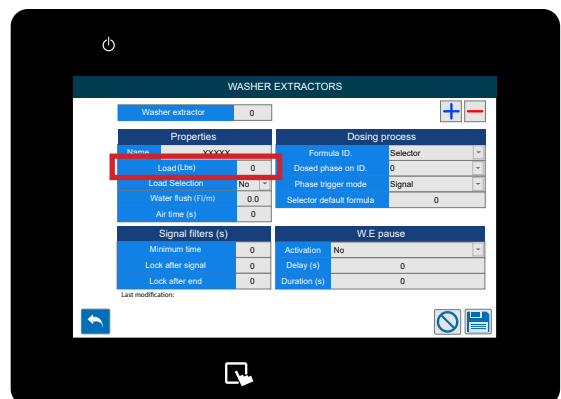 WASHER EXTRACTORS
Washer extractor 0
Properties
Name XXXXX
Load (Lbs) 0
Load Selection No
Water flush (Fl/m) 0.0
Air time (s) 0
Dosing process
Formula ID. Selector
Dosed phase on ID. 0
Phase trigger mode Signal
Selector default formula 0
Signal filters (s)
Minimum time 0
Lock after signal 0
Lock after end 0
W.E pause
Activation No
Delay (s) 0
Duration (s) 0
Last modification: